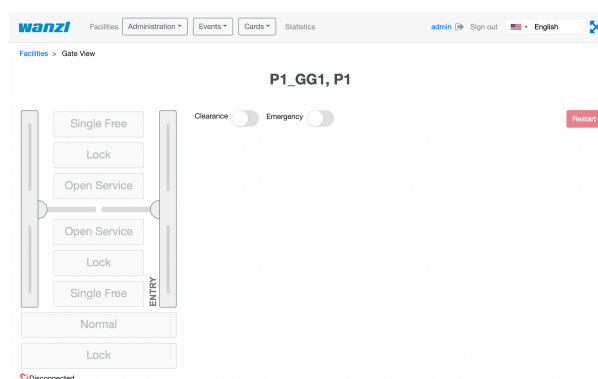 wanzl Facilities Administration Events Cards Statistics admin Sign out English
Facilities > Gate View
P1_GG1, P1
Clearance Emergency Restart
Single Free
Lock
Open Service
Open Service
Lock
Single Free
ENTRY
Normal
Lock
Disconnected